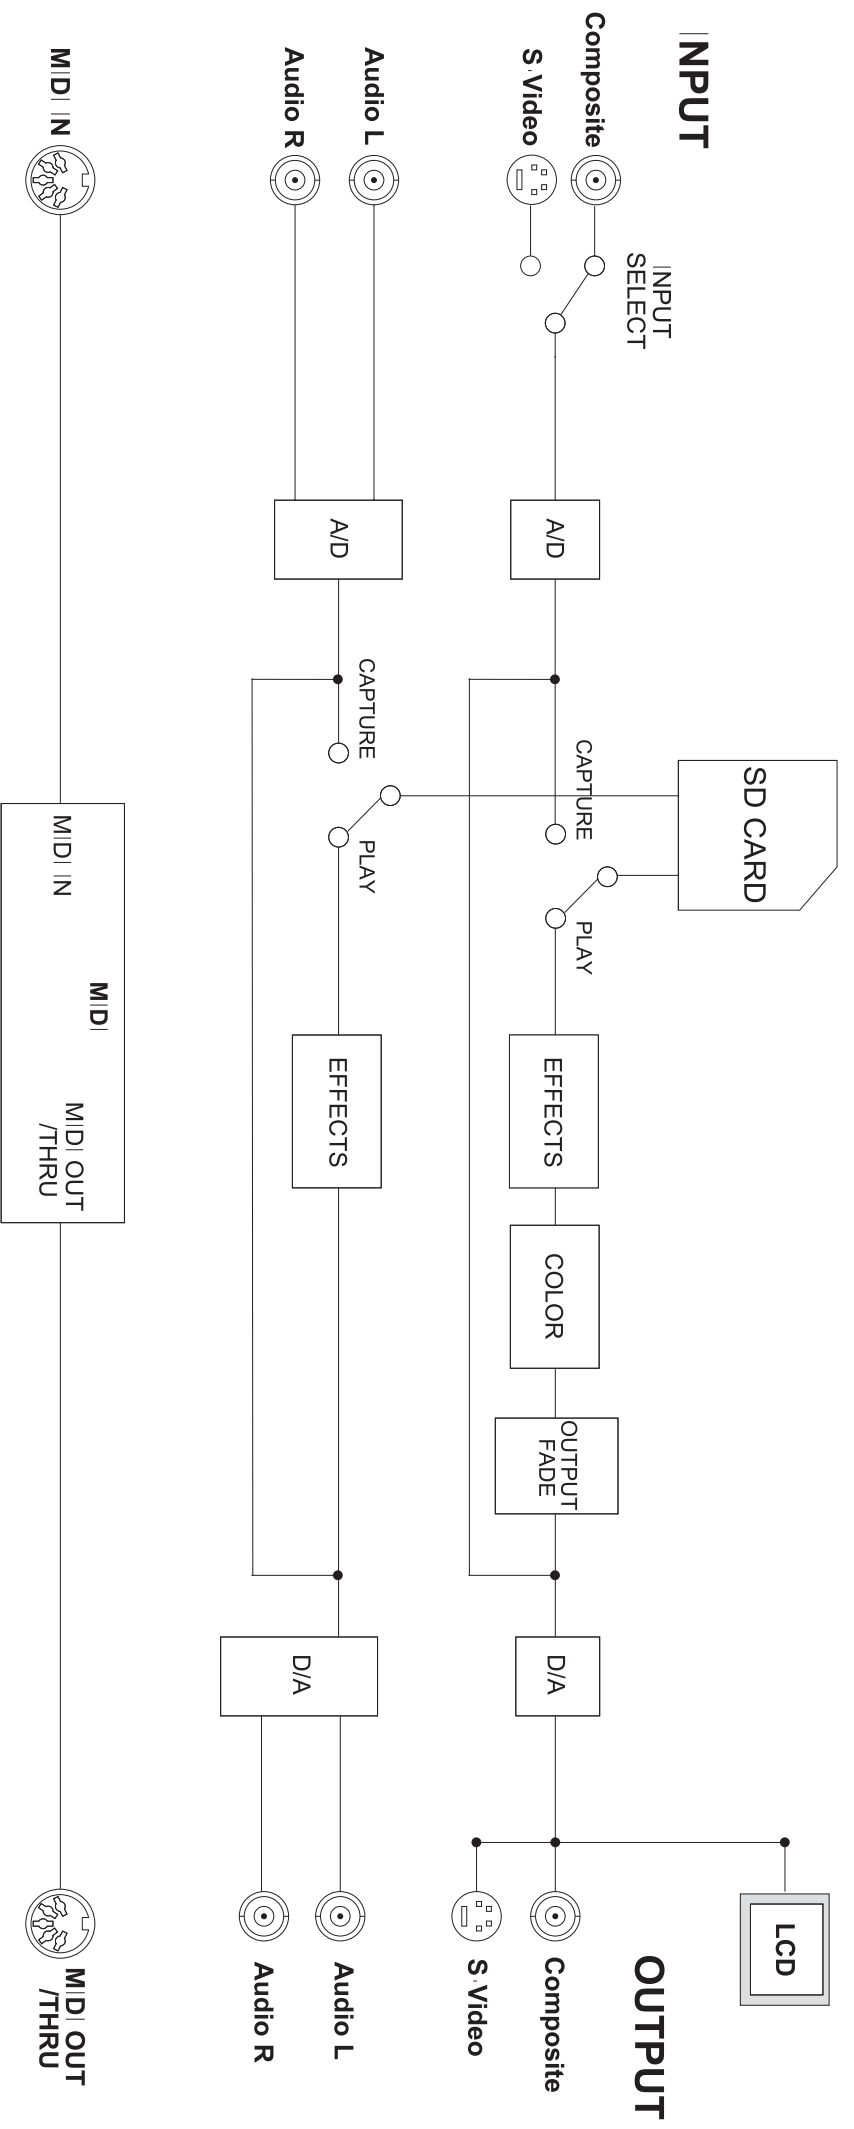 INPUT
Composite
S-Video
INPUT
SELECT
Audio L
Audio R
MIDI IN
A/D
A/D
SD CARD
CAPTURE
PLAY
CAPTURE
PLAY
EFFECTS
COLOR
OUTPUT
FADE
D/A
EFFECTS
D/A
MIDI IN
MIDI
MIDI OUT
/THRU
LCD
OUTPUT
Composite
S-Video
Audio L
Audio R
MIDI OUT
/THRU